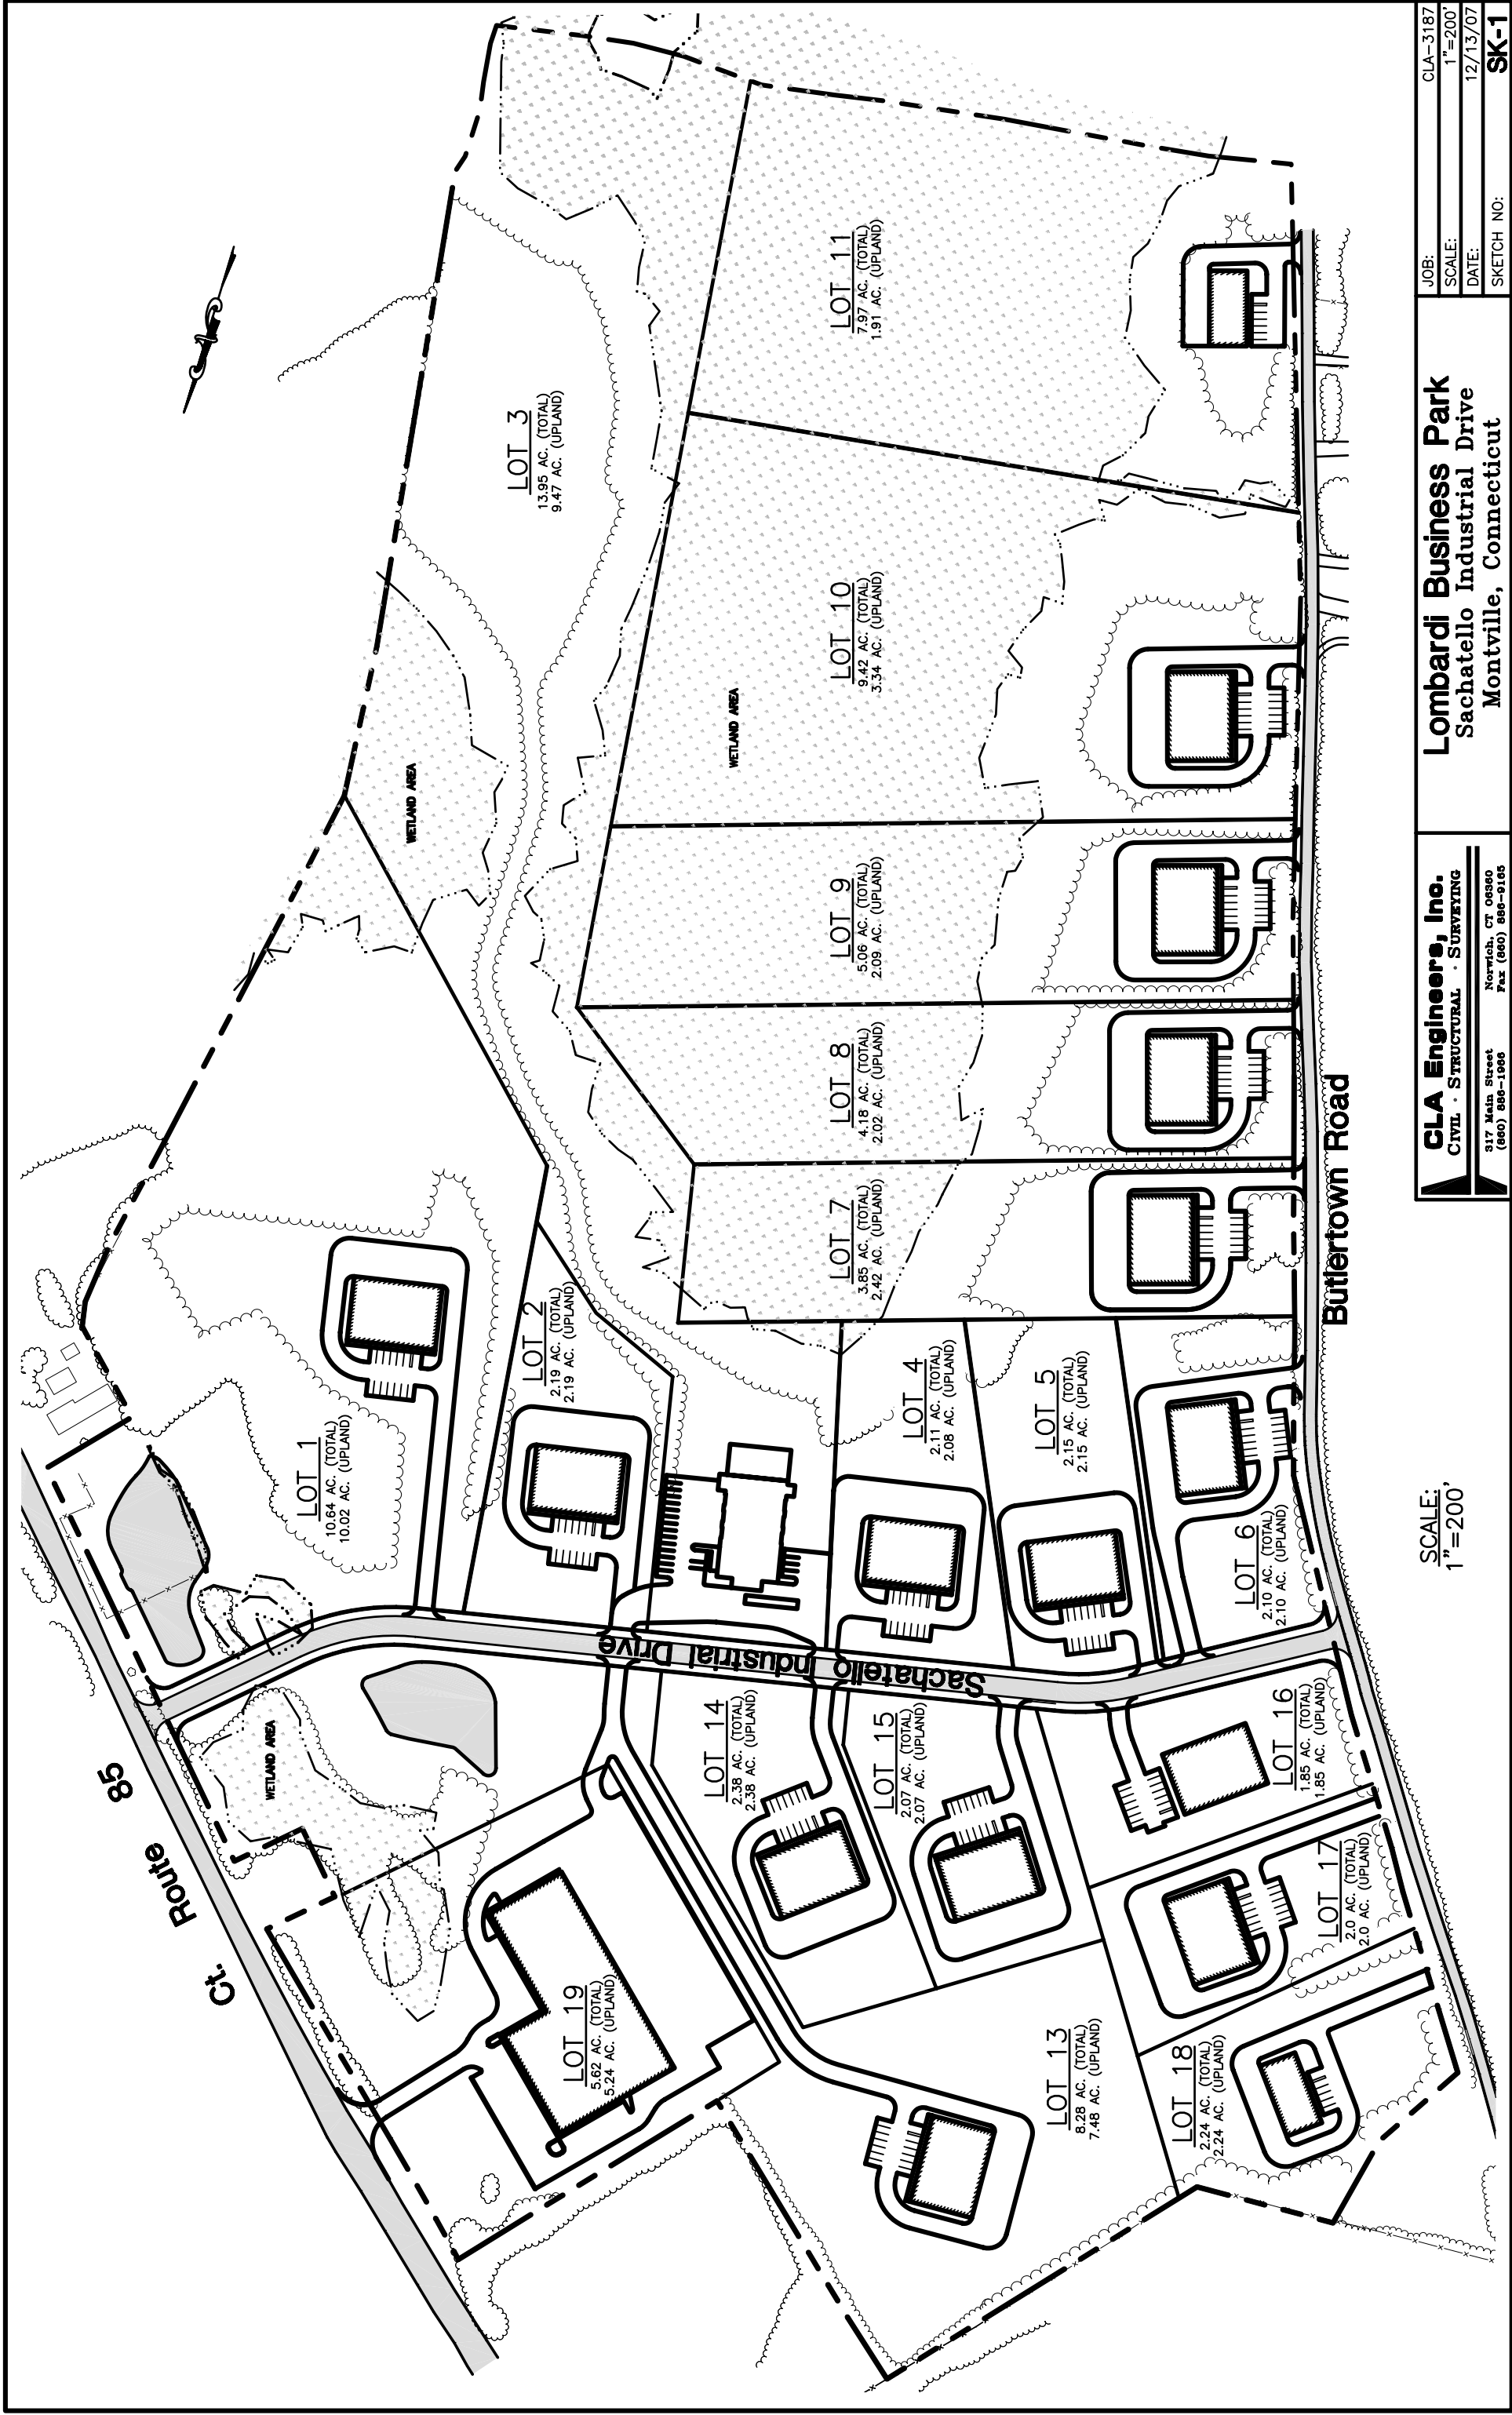 LOT 1
10.64 AC. (TOTAL)
10.02 AC. (UPLAND)
LOT 2
2.19 AC. (TOTAL)
2.19 AC. (UPLAND)
LOT 3
13.95 AC. (TOTAL)
9.47 AC. (UPLAND)
LOT 4
2.11 AC. (TOTAL)
2.08 AC. (UPLAND)
LOT 5
2.15 AC. (TOTAL)
2.15 AC. (UPLAND)
LOT 6
2.10 AC. (TOTAL)
2.10 AC. (UPLAND)
LOT 7
3.85 AC. (TOTAL)
2.42 AC. (UPLAND)
LOT 8
4.18 AC. (TOTAL)
2.02 AC. (UPLAND)
LOT 9
5.06 AC. (TOTAL)
2.09 AC. (UPLAND)
LOT 10
9.42 AC. (TOTAL)
3.34 AC. (UPLAND)
LOT 11
7.97 AC. (TOTAL)
1.91 AC. (UPLAND)
LOT 13
8.28 AC. (TOTAL)
7.48 AC. (UPLAND)
LOT 14
2.38 AC. (TOTAL)
2.38 AC. (UPLAND)
LOT 15
2.07 AC. (TOTAL)
2.07 AC. (UPLAND)
LOT 16
1.85 AC. (TOTAL)
1.85 AC. (UPLAND)
LOT 17
2.0 AC. (TOTAL)
2.0 AC. (UPLAND)
LOT 18
2.24 AC. (TOTAL)
2.24 AC. (UPLAND)
LOT 19
5.62 AC. (TOTAL)
5.24 AC. (UPLAND)
WETLAND AREA
WETLAND AREA
WETLAND AREA
Ct. Route 85
Sachatello Industrial Drive
Butlertown Road
SCALE:
1"=200'
CLA Engineers, Inc.
CIVIL · STRUCTURAL · SURVEYING
317 Main Street Norwich, CT 06360
(860) 886-1966 Fax (860) 886-9165
Lombardi Business Park
Sachatello Industrial Drive
Montville, Connecticut
JOB: CLA-3187
SCALE: 1"=200'
DATE: 12/13/07
SKETCH NO: SK-1